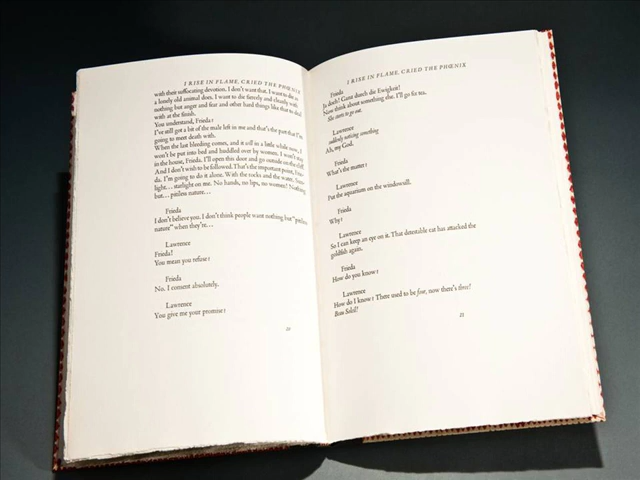 I RISE IN FLAME, CRIED THE PHŒNIX
with their suffocating devotion. I don't want that. I want to die as
a lonely old animal does, I want to die fiercely and cleanly with
nothing but anger and fear and other hard things like that to deal
with at the finish.
You understand, Frieda?
I've still got a bit of the male left in me and that's the part that I'm
going to meet death with.
When the last bleeding comes, and it will in a little while now, I
won't be put into bed and huddled over by women. I won't stay
in the house, Frieda. I'll open this door and go outside on the cliff.
And I don't wish to be followed. That's the important point, Frie-
da. I'm going to do it alone. With the rocks and the water. Sun-
light… starlight on me. No hands, no lips, no women! Nothing
but… pitiless nature…
Frieda
I don't believe you. I don't think people want nothing but "pitiless
nature" when they're…
Lawrence
Frieda!
You mean you refuse?
Frieda
No. I consent absolutely.
Lawrence
You give me your promise?
20
I RISE IN FLAME, CRIED THE PHŒNIX
Frieda
Ja doch! Ganz durch die Ewigkeit!
Now think about something else. I'll go fix tea.
She starts to go out.
Lawrence
suddenly noticing something
Ah, my God.
Frieda
What's the matter?
Lawrence
Put the aquarium on the windowsill.
Frieda
Why?
Lawrence
So I can keep an eye on it. That detestable cat has attacked the
goldfish again.
Frieda
How do you know?
Lawrence
How do I know? There used to be four, now there's three!
Beau Soleil!
21